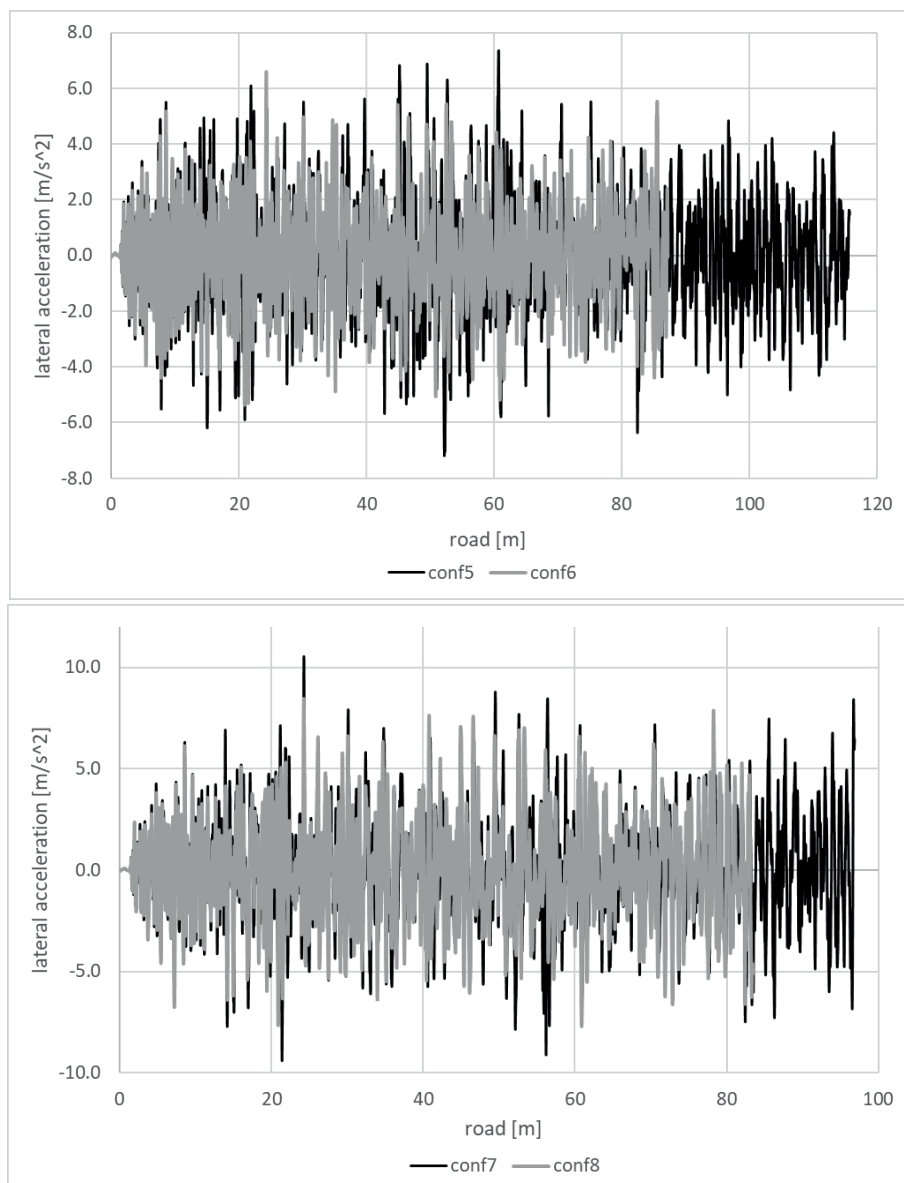 8.0
6.0
4.0
2.0
0.0
-2.0
-4.0
-6.0
-8.0
lateral acceleration [m/s^2]
0 20 40 60 80 100 120
road [m]
conf5 conf6
10.0
5.0
0.0
-5.0
-10.0
lateral acceleration [m/s^2]
0 20 40 60 80 100
road [m]
conf7 conf8